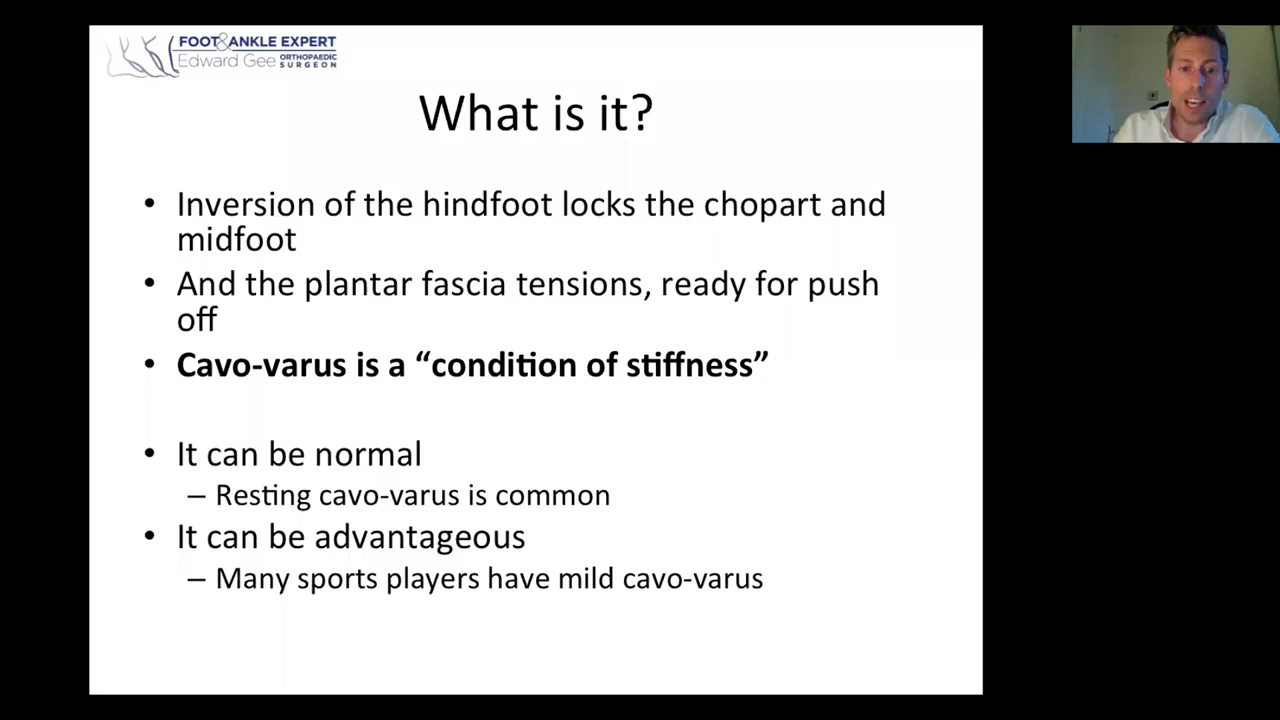 FOOT & ANKLE EXPERT
Edward Gee ORTHOPAEDIC SURGEON
What is it?
• Inversion of the hindfoot locks the chopart and
midfoot
• And the plantar fascia tensions, ready for push
off
• Cavo-varus is a “condition of stiffness”
• It can be normal
– Resting cavo-varus is common
• It can be advantageous
– Many sports players have mild cavo-varus